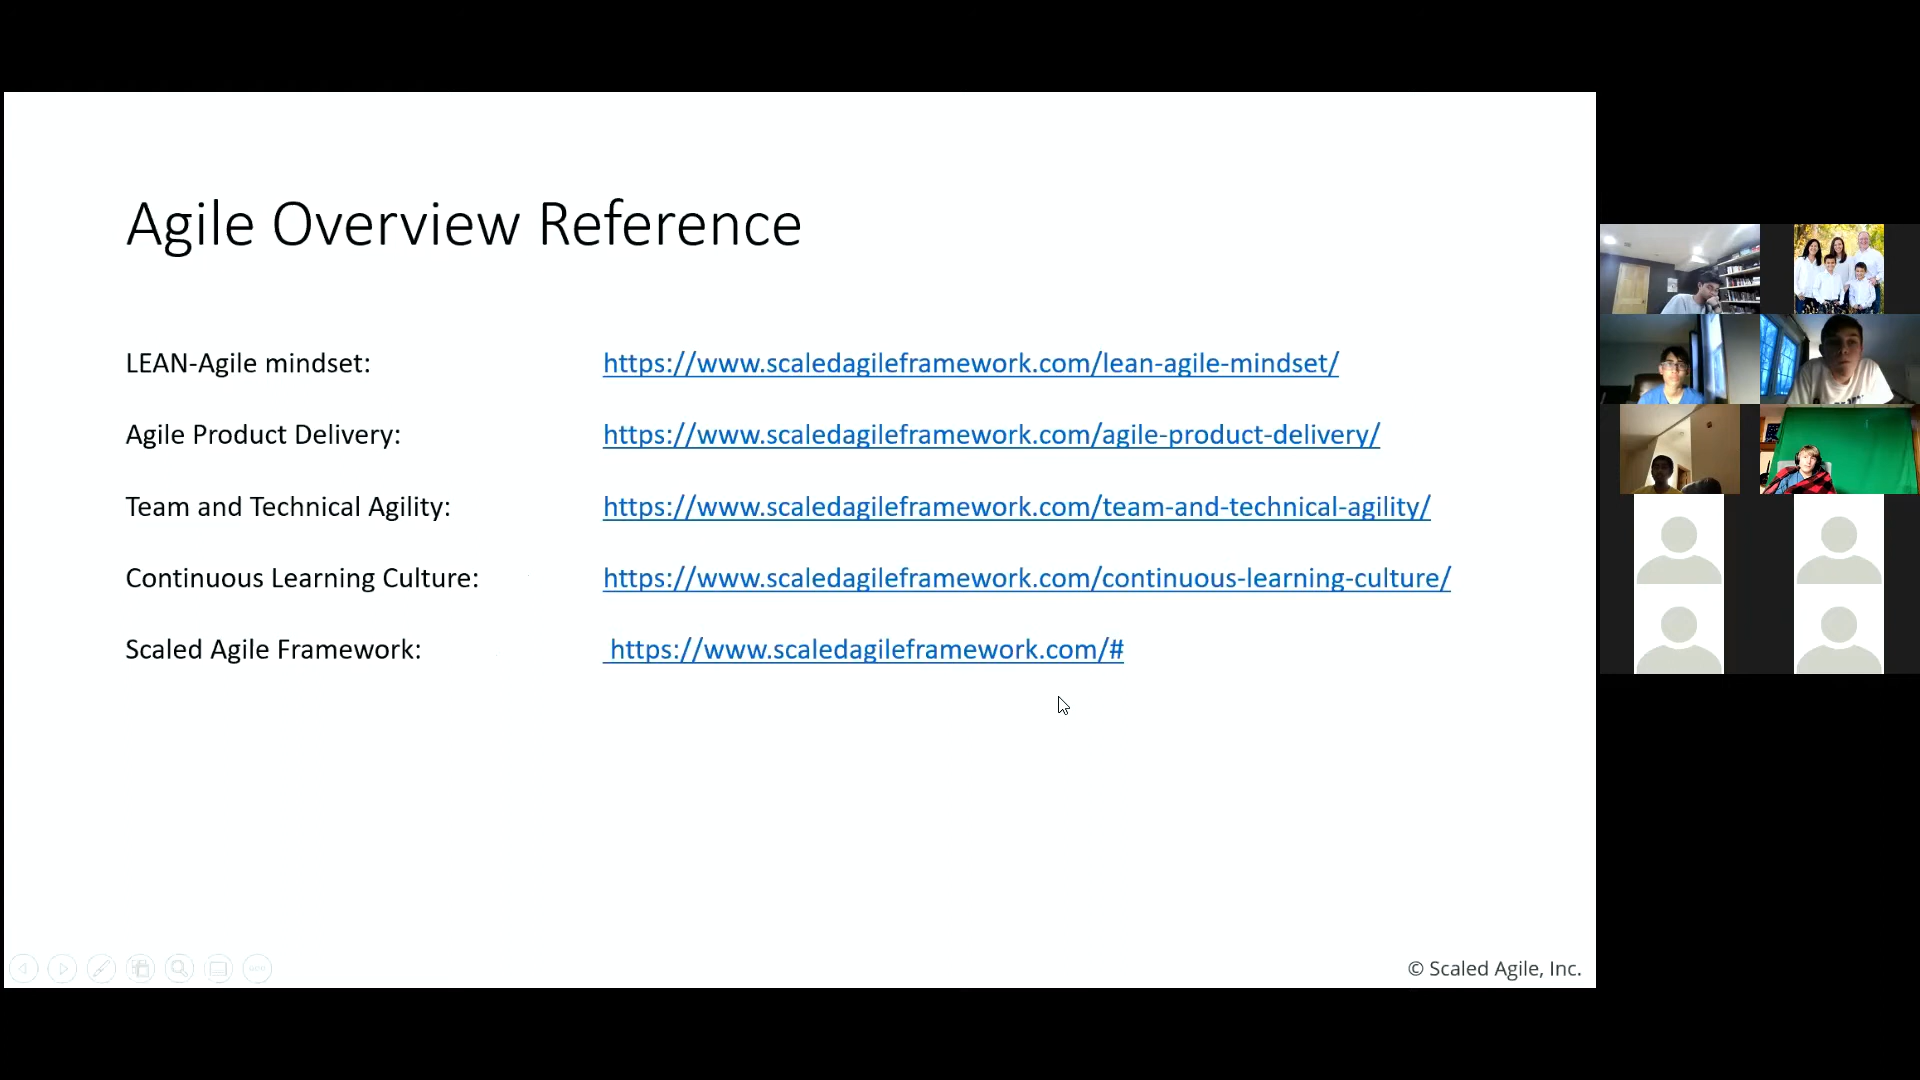 Agile Overview Reference
LEAN-Agile mindset: https://www.scaledagileframework.com/lean-agile-mindset/
Agile Product Delivery: https://www.scaledagileframework.com/agile-product-delivery/
Team and Technical Agility: https://www.scaledagileframework.com/team-and-technical-agility/
Continuous Learning Culture: https://www.scaledagileframework.com/continuous-learning-culture/
Scaled Agile Framework: https://www.scaledagileframework.com/#
© Scaled Agile, Inc.